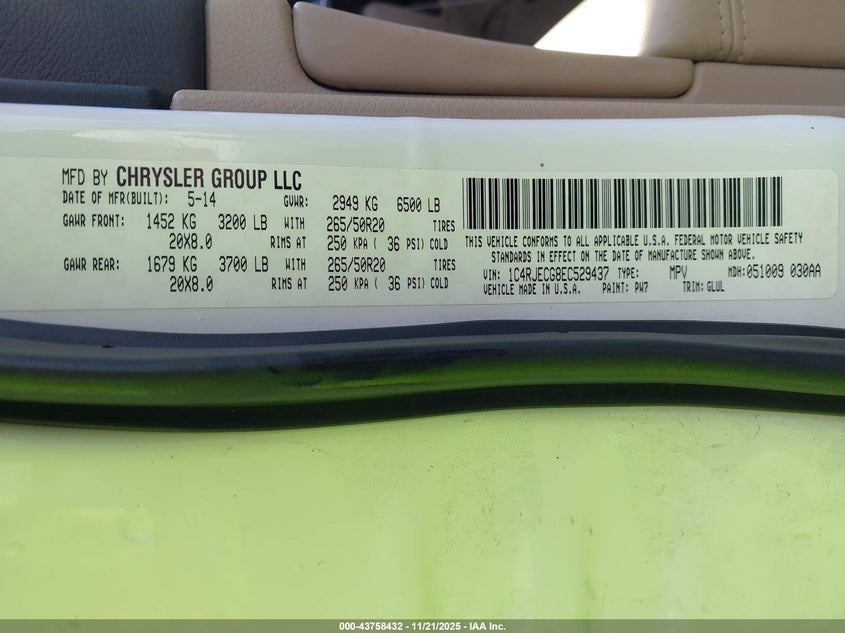 MFD BY CHRYSLER GROUP LLC
DATE OF MFR(BUILT): 5-14 GVWR: 2949 KG 6500 LB
GAWR FRONT: 1452 KG 3200 LB WITH 265/50R20 TIRES
20X8.0 RIMS AT 250 KPA ( 36 PSI) COLD
GAWR REAR: 1679 KG 3700 LB WITH 265/50R20 TIRES
20X8.0 RIMS AT 250 KPA ( 36 PSI) COLD
THIS VEHICLE CONFORMS TO ALL APPLICABLE U.S.A. FEDERAL MOTOR VEHICLE SAFETY
STANDARDS IN EFFECT ON THE DATE OF MANUFACTURE SHOWN ABOVE.
VIN: 1C4RJECG8EC529437 TYPE: MPV MDH:051009 030AA
VEHICLE MADE IN U.S.A. PAINT: PW7 TRIM: GLUL
000-43758432 - 11/21/2025 - IAA Inc.